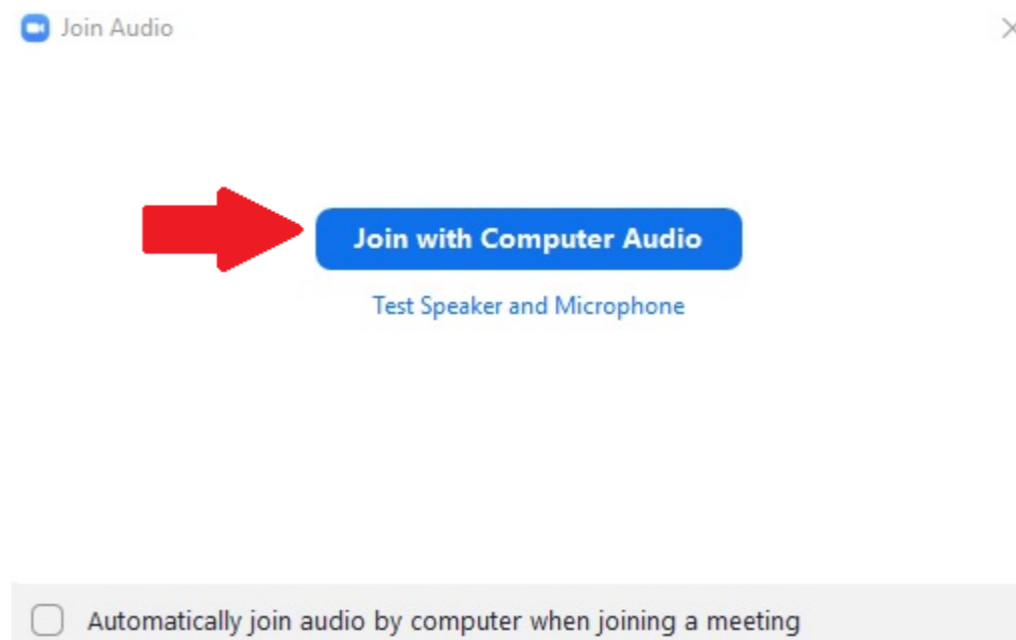 Join Audio
Join with Computer Audio
Test Speaker and Microphone
Automatically join audio by computer when joining a meeting